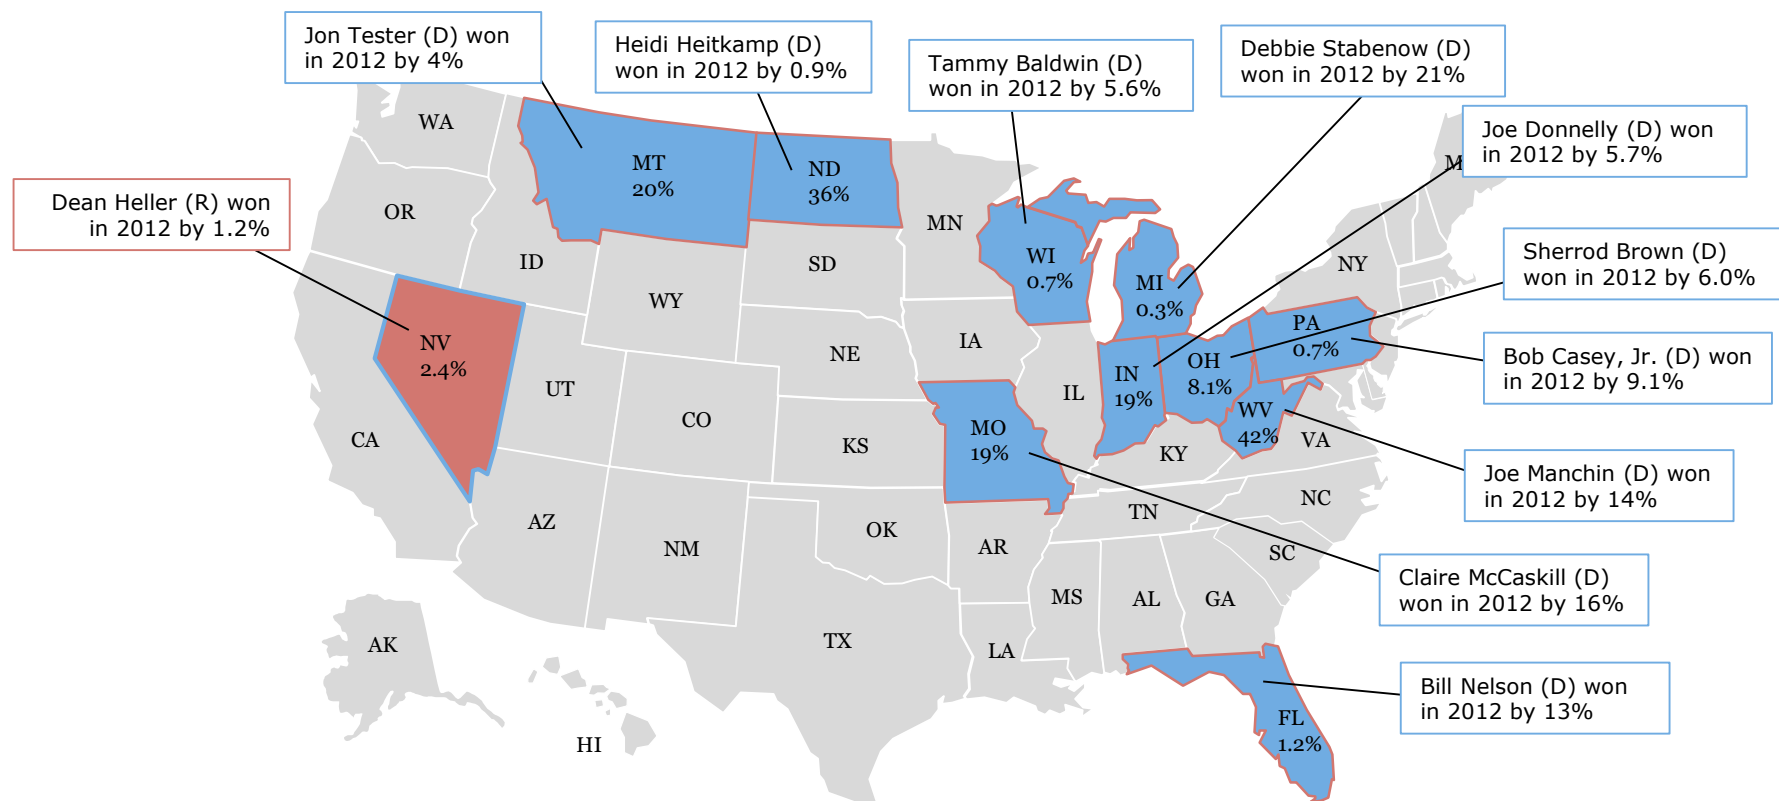 Jon Tester (D) won
in 2012 by 4%
Heidi Heitkamp (D)
won in 2012 by 0.9%
Tammy Baldwin (D)
won in 2012 by 5.6%
Debbie Stabenow (D)
won in 2012 by 21%
Joe Donnelly (D) won
in 2012 by 5.7%
Dean Heller (R) won
in 2012 by 1.2%
Sherrod Brown (D)
won in 2012 by 6.0%
Bob Casey, Jr. (D) won
in 2012 by 9.1%
Joe Manchin (D) won
in 2012 by 14%
Claire McCaskill (D)
won in 2012 by 16%
Bill Nelson (D) won
in 2012 by 13%
WA
MT
20%
ND
36%
OR
MN
ID
SD
WI
0.7%
MI
0.3%
NY
WY
NV
2.4%
IA
NE
PA
0.7%
OH
8.1%
IN
19%
IL
UT
CO
CA
KS
MO
19%
WV
42%
VA
KY
NC
TN
AZ
NM
OK
AR
SC
MS
AL
GA
TX
LA
AK
HI
FL
1.2%